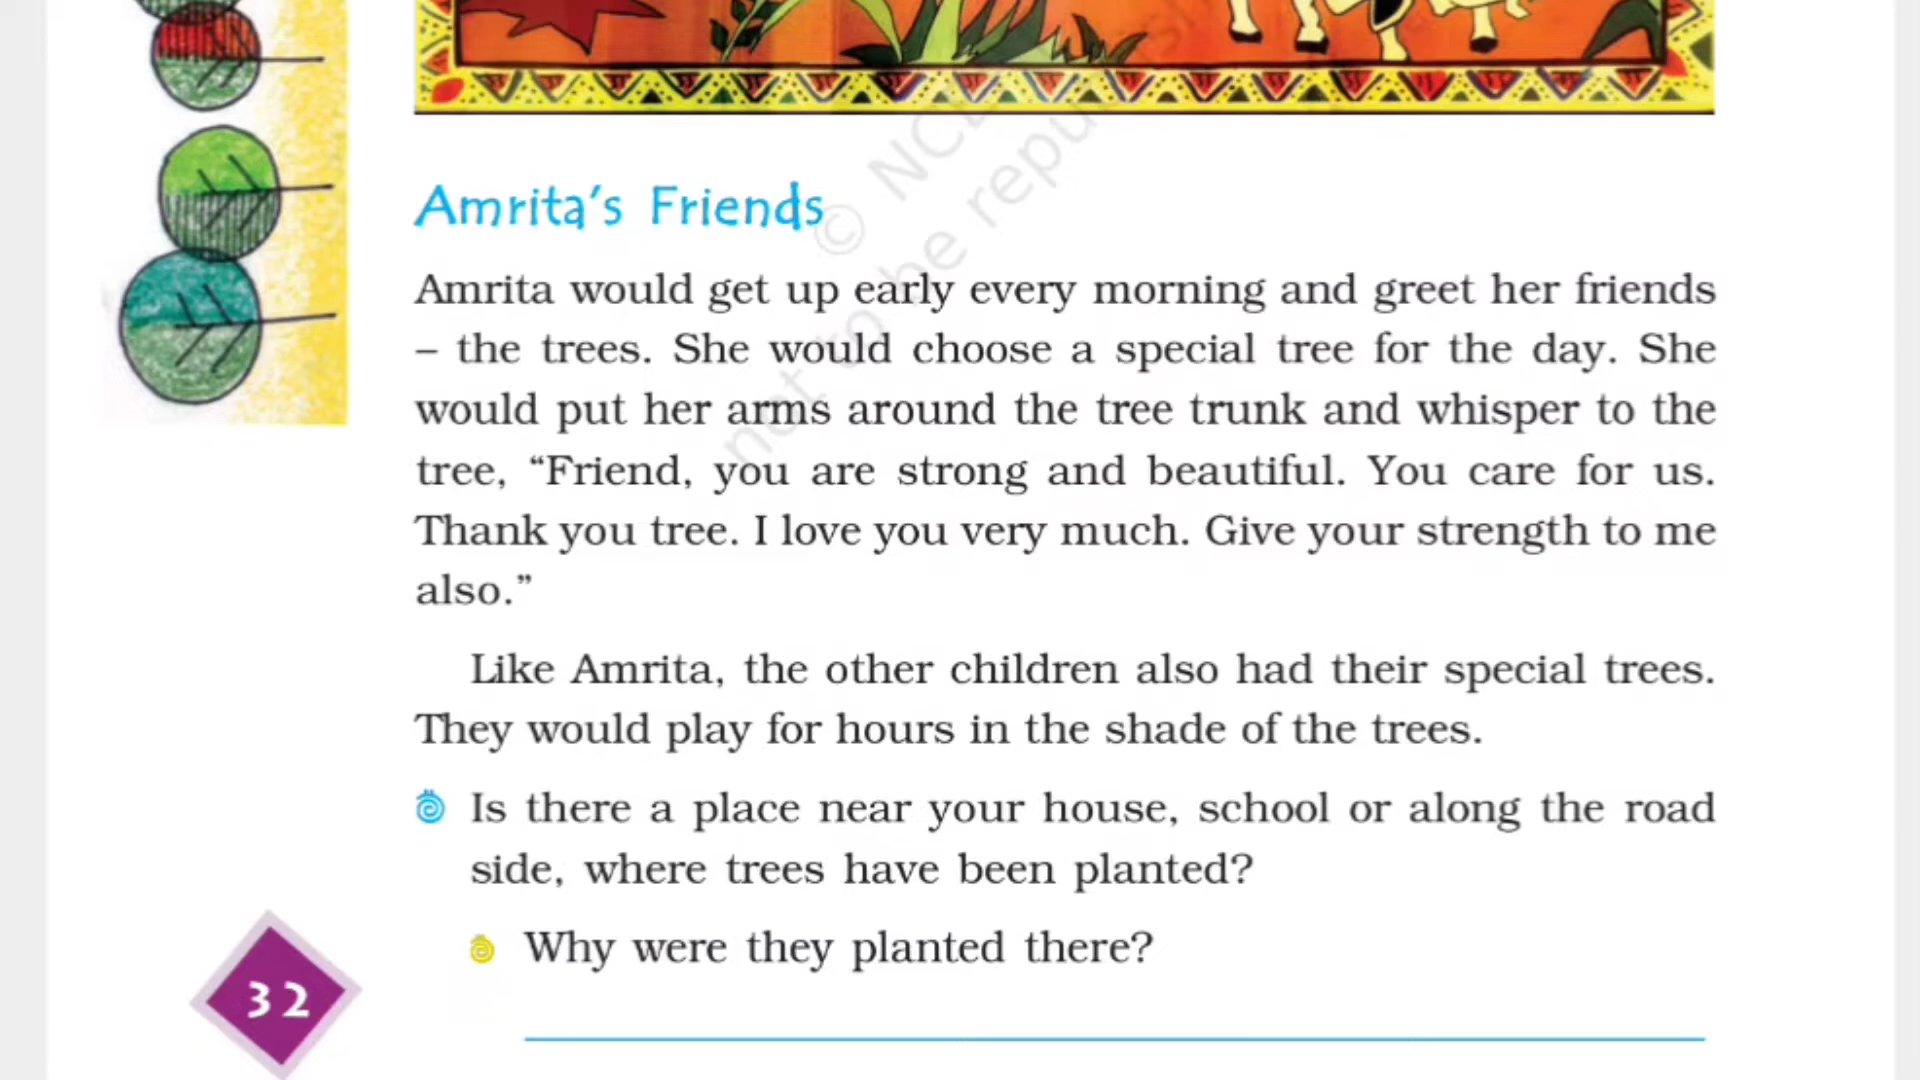 Amrita's Friends
Amrita would get up early every morning and greet her friends
– the trees. She would choose a special tree for the day. She
would put her arms around the tree trunk and whisper to the
tree, “Friend, you are strong and beautiful. You care for us.
Thank you tree. I love you very much. Give your strength to me
also.”
Like Amrita, the other children also had their special trees.
They would play for hours in the shade of the trees.
Is there a place near your house, school or along the road
side, where trees have been planted?
Why were they planted there?
32
© NCE
not to be repu